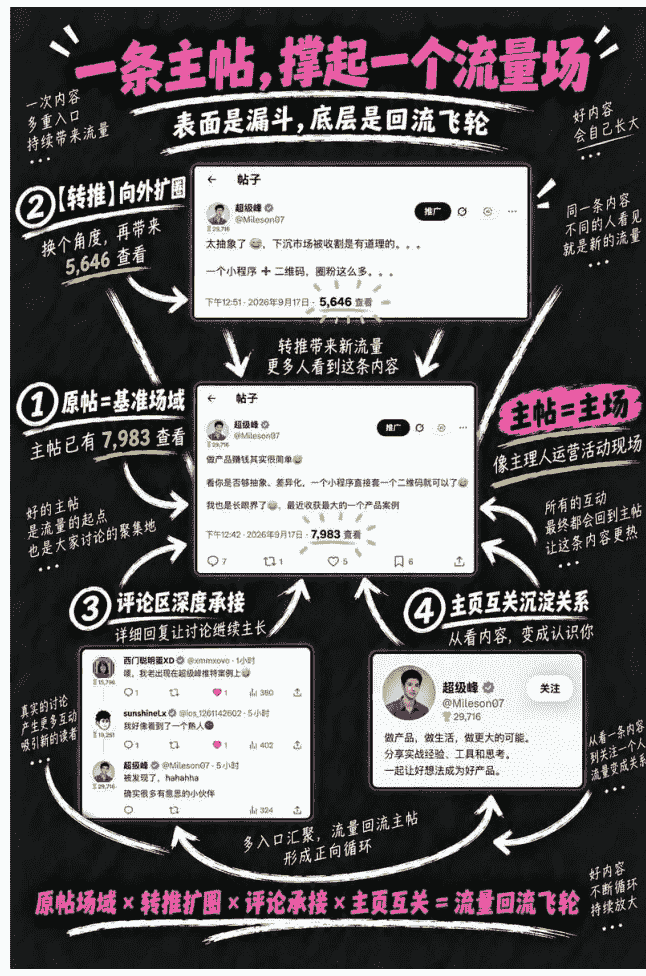 一条主帖，撑起一个流量场
表面是漏斗，底层是回流飞轮
一次内容
多重入口
持续带来流量
•••
好内容
会自己长大
•••
② 【转推】向外扩圈
换个角度，再带来
5,646 查看
← 帖子
超级峰
@Mileson07
29,716
推广
太抽象了😅，下沉市场被收割是有道理的。。。
一个小程序 ➕ 二维码，圈粉这么多。。。
下午12:51 · 2026年9月17日 · 5,646 查看
同一条内容
不同的人看见
就是新的流量
•••
转推带来新流量
更多人看到这条内容
① 原帖=基准场域
主帖已有 7,983 查看
← 帖子
超级峰
@Mileson07
29,716
推广
做产品赚钱其实很简单😅
看你是否够抽象、差异化，一个小程序直接套一个二维码就可以了😅
我也是长眼界了😅，最近收获最大的一个产品案例
下午12:42 · 2026年9月17日 · 7,983 查看
7 1 5 6
主帖=主场
像主理人运营活动现场
好的主帖
是流量的起点
也是大家讨论的聚集地
•••
所有的互动
最终都会回到主帖
让这条内容更热
•••
③ 评论区深度承接
详细回复让讨论继续生长
西门聪明蛋XD @xmmxovo · 1小时
15,796
噗，我老出现在超级峰推特案例上😅
1 1 380
sunshineLx @los_1261142602 · 5小时
19,251
我好像看到了一个熟人🌚
1 1 402
超级峰 @Mileson07 · 5小时
29,716
被发现了，hahahha
确实很多有意思的小伙伴
324
真实的讨论
产生更多互动
吸引新的读者
•••
④ 主页互关沉淀关系
从看内容，变成认识你
超级峰
@Mileson07
29,716
关注
做产品，做生活，做更大的可能。
分享实战经验、工具和思考。
一起让好想法成为好产品。
从看一条内容
到关注一个人
流量变成关系
•••
多入口汇聚，流量回流主帖
形成正向循环
好内容
不断循环
持续放大
•••
原帖场域 × 转推扩圈 × 评论承接 × 主页互关 = 流量回流飞轮